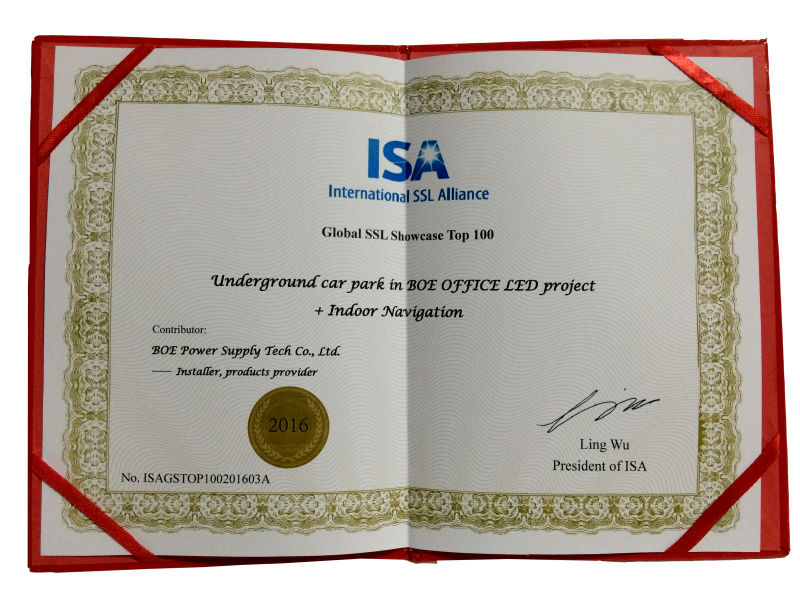 ISA
International SSL Alliance
Global SSL Showcase Top 100
Underground car park in BOE OFFICE LED project
+ Indoor Navigation
Contributor:
BOE Power Supply Tech Co., Ltd.
—— Installer, products provider
2016
Ling Wu
President of ISA
No. ISAGSTOP100201603A